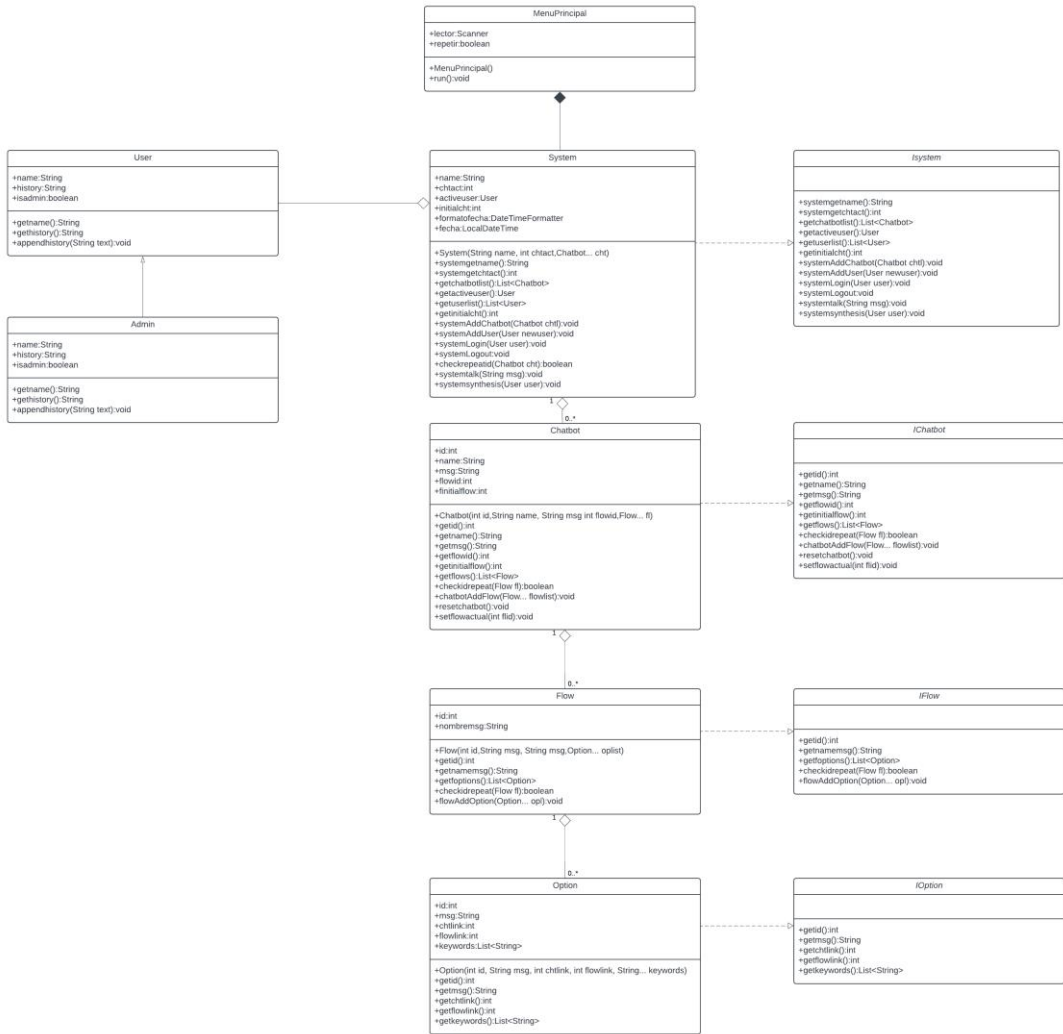 MenuPrincipal
+lector:Scanner
+repetir:boolean
+MenuPrincipal()
+run():void
User
+name:String
+history:String
+isadmin:boolean
+getname():String
+gethistory():String
+appendhistory(String text):void
Admin
+name:String
+history:String
+isadmin:boolean
+getname():String
+gethistory():String
+appendhistory(String text):void
System
+name:String
+chtact:int
+activeuser:User
+initialcht:int
+formatofecha:DateTimeFormatter
+fecha:LocalDateTime
+System(String name, int chtact,Chatbot... cht)
+systemgetname():String
+systemgetchtact():int
+getchatbotlist():List<Chatbot>
+getactiveuser():User
+getuserlist():List<User>
+getinitialcht():int
+systemAddChatbot(Chatbot chtl):void
+systemAddUser(User newuser):void
+systemLogin(User user):void
+systemLogout:void
+checkrepeatid(Chatbot cht):boolean
+systemtalk(String msg):void
+systemsynthesis(User user):void
Isystem
+systemgetname():String
+systemgetchtact():int
+getchatbotlist():List<Chatbot>
+getactiveuser():User
+getuserlist():List<User>
+getinitialcht():int
+systemAddChatbot(Chatbot chtl):void
+systemAddUser(User newuser):void
+systemLogin(User user):void
+systemLogout:void
+systemtalk(String msg):void
+systemsynthesis(User user):void
1
0..*
Chatbot
+id:int
+name:String
+msg:String
+flowid:int
+finitialflow:int
+Chatbot(int id,String name, String msg int flowid,Flow... fl)
+getid():int
+getname():String
+getmsg():String
+getflowid():int
+getinitialflow():int
+getflows():List<Flow>
+checkidrepeat(Flow fl):boolean
+chatbotAddFlow(Flow... flowlist):void
+resetchatbot():void
+setflowactual(int flid):void
IChatbot
+getid():int
+getname():String
+getmsg():String
+getflowid():int
+getinitialflow():int
+getflows():List<Flow>
+checkidrepeat(Flow fl):boolean
+chatbotAddFlow(Flow... flowlist):void
+resetchatbot():void
+setflowactual(int flid):void
1
0..*
Flow
+id:int
+nombremsg:String
+Flow(int id,String msg, String msg,Option... oplist)
+getid():int
+getnamemsg():String
+getfoptions():List<Option>
+checkidrepeat(Flow fl):boolean
+flowAddOption(Option... opl):void
IFlow
+getid():int
+getnamemsg():String
+getfoptions():List<Option>
+checkidrepeat(Flow fl):boolean
+flowAddOption(Option... opl):void
1
0..*
Option
+id:int
+msg:String
+chtlink:int
+flowlink:int
+keywords:List<String>
+Option(int id, String msg, int chtlink, int flowlink, String... keywords)
+getid():int
+getmsg():String
+getchtlink():int
+getflowlink():int
+getkeywords():List<String>
IOption
+getid():int
+getmsg():String
+getchtlink():int
+getflowlink():int
+getkeywords():List<String>